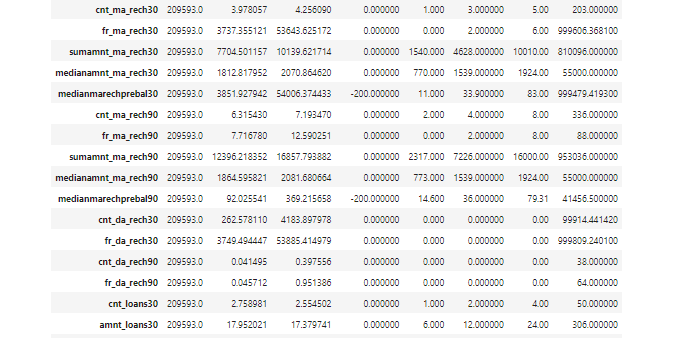 cnt_ma_rech30 209593.0 3.978057 4.256090 0.000000 1.000 3.000000 5.00 203.000000
fr_ma_rech30 209593.0 3737.355121 53643.625172 0.000000 0.000 2.000000 6.00 999606.368100
sumamnt_ma_rech30 209593.0 7704.501157 10139.621714 0.000000 1540.000 4628.000000 10010.00 810096.000000
medianamnt_ma_rech30 209593.0 1812.817952 2070.864620 0.000000 770.000 1539.000000 1924.00 55000.000000
medianmarechprebal30 209593.0 3851.927942 54006.374433 -200.000000 11.000 33.900000 83.00 999479.419300
cnt_ma_rech90 209593.0 6.315430 7.193470 0.000000 2.000 4.000000 8.00 336.000000
fr_ma_rech90 209593.0 7.716780 12.590251 0.000000 0.000 2.000000 8.00 88.000000
sumamnt_ma_rech90 209593.0 12396.218352 16857.793882 0.000000 2317.000 7226.000000 16000.00 953036.000000
medianamnt_ma_rech90 209593.0 1864.595821 2081.680664 0.000000 773.000 1539.000000 1924.00 55000.000000
medianmarechprebal90 209593.0 92.025541 369.215658 -200.000000 14.600 36.000000 79.31 41456.500000
cnt_da_rech30 209593.0 262.578110 4183.897978 0.000000 0.000 0.000000 0.00 99914.441420
fr_da_rech30 209593.0 3749.494447 53885.414979 0.000000 0.000 0.000000 0.00 999809.240100
cnt_da_rech90 209593.0 0.041495 0.397556 0.000000 0.000 0.000000 0.00 38.000000
fr_da_rech90 209593.0 0.045712 0.951386 0.000000 0.000 0.000000 0.00 64.000000
cnt_loans30 209593.0 2.758981 2.554502 0.000000 1.000 2.000000 4.00 50.000000
amnt_loans30 209593.0 17.952021 17.379741 0.000000 6.000 12.000000 24.00 306.000000